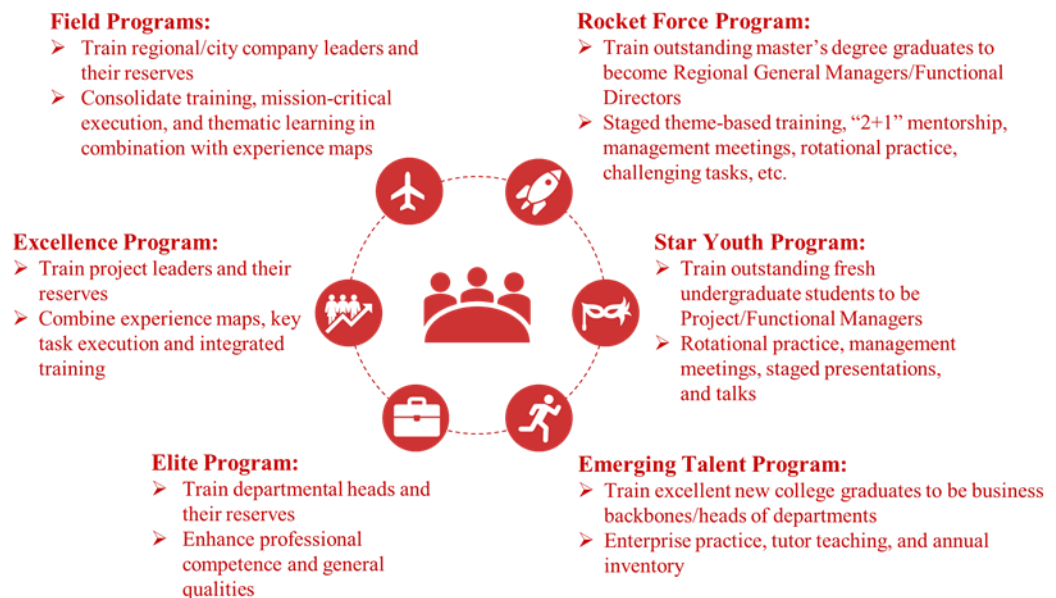 Field Programs:
➢ Train regional/city company leaders and
their reserves
➢ Consolidate training, mission-critical
execution, and thematic learning in
combination with experience maps
Rocket Force Program:
➢ Train outstanding master's degree graduates to
become Regional General Managers/Functional
Directors
➢ Staged theme-based training, “2+1” mentorship,
management meetings, rotational practice,
challenging tasks, etc.
Excellence Program:
➢ Train project leaders and their
reserves
➢ Combine experience maps, key
task execution and integrated
training
Star Youth Program:
➢ Train outstanding fresh
undergraduate students to be
Project/Functional Managers
➢ Rotational practice, management
meetings, staged presentations,
and talks
Elite Program:
➢ Train departmental heads and
their reserves
➢ Enhance professional
competence and general
qualities
Emerging Talent Program:
➢ Train excellent new college graduates to be business
backbones/heads of departments
➢ Enterprise practice, tutor teaching, and annual
inventory